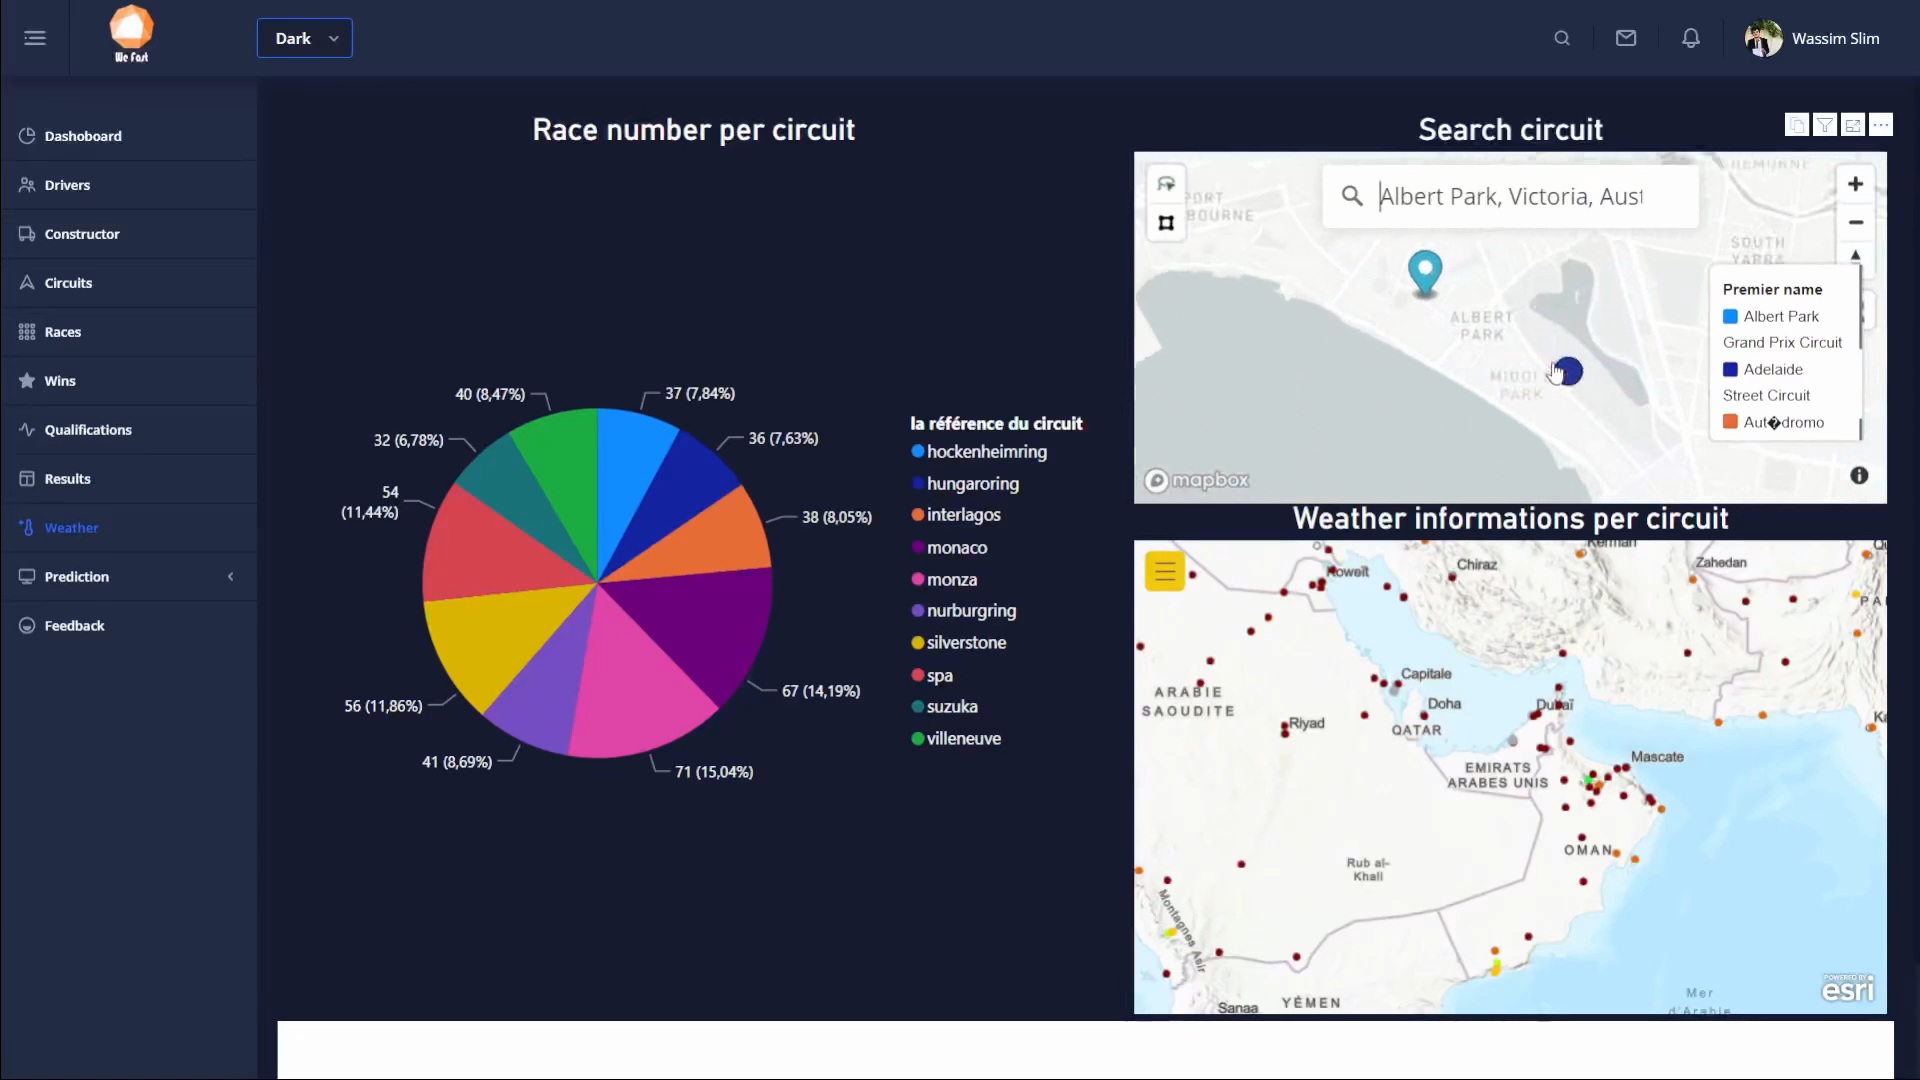 We Fast
Dark
Wassim Slim
Dashoboard
Drivers
Constructor
Circuits
Races
Wins
Qualifications
Results
Weather
Prediction
Feedback
Race number per circuit
40 (8,47%)
37 (7,84%)
32 (6,78%)
36 (7,63%)
54
(11,44%)
38 (8,05%)
56 (11,86%)
67 (14,19%)
41 (8,69%)
71 (15,04%)
la référence du circuit
hockenheimring
hungaroring
interlagos
monaco
monza
nurburgring
silverstone
spa
suzuka
villeneuve
Search circuit
Albert Park, Victoria, Aust
PORT
BOURNE
SOUTH
YARRA
ALBERT
PARK
PARK
Premier name
Albert Park
Grand Prix Circuit
Adelaide
Street Circuit
Aut�dromo
mapbox
Weather informations per circuit
Kerman
Koweït
Chiraz
Zahedan
Capitale
ARABIE
SAOUDITE
Doha
Dubaï
Riyad
QATAR
Mascate
EMIRATS
ARABES UNIS
OMAN
Rub al-
Khali
Montagnes Asir
Sanaa
YÉMEN
Mer
d'Arabie
POWERED BY
esri